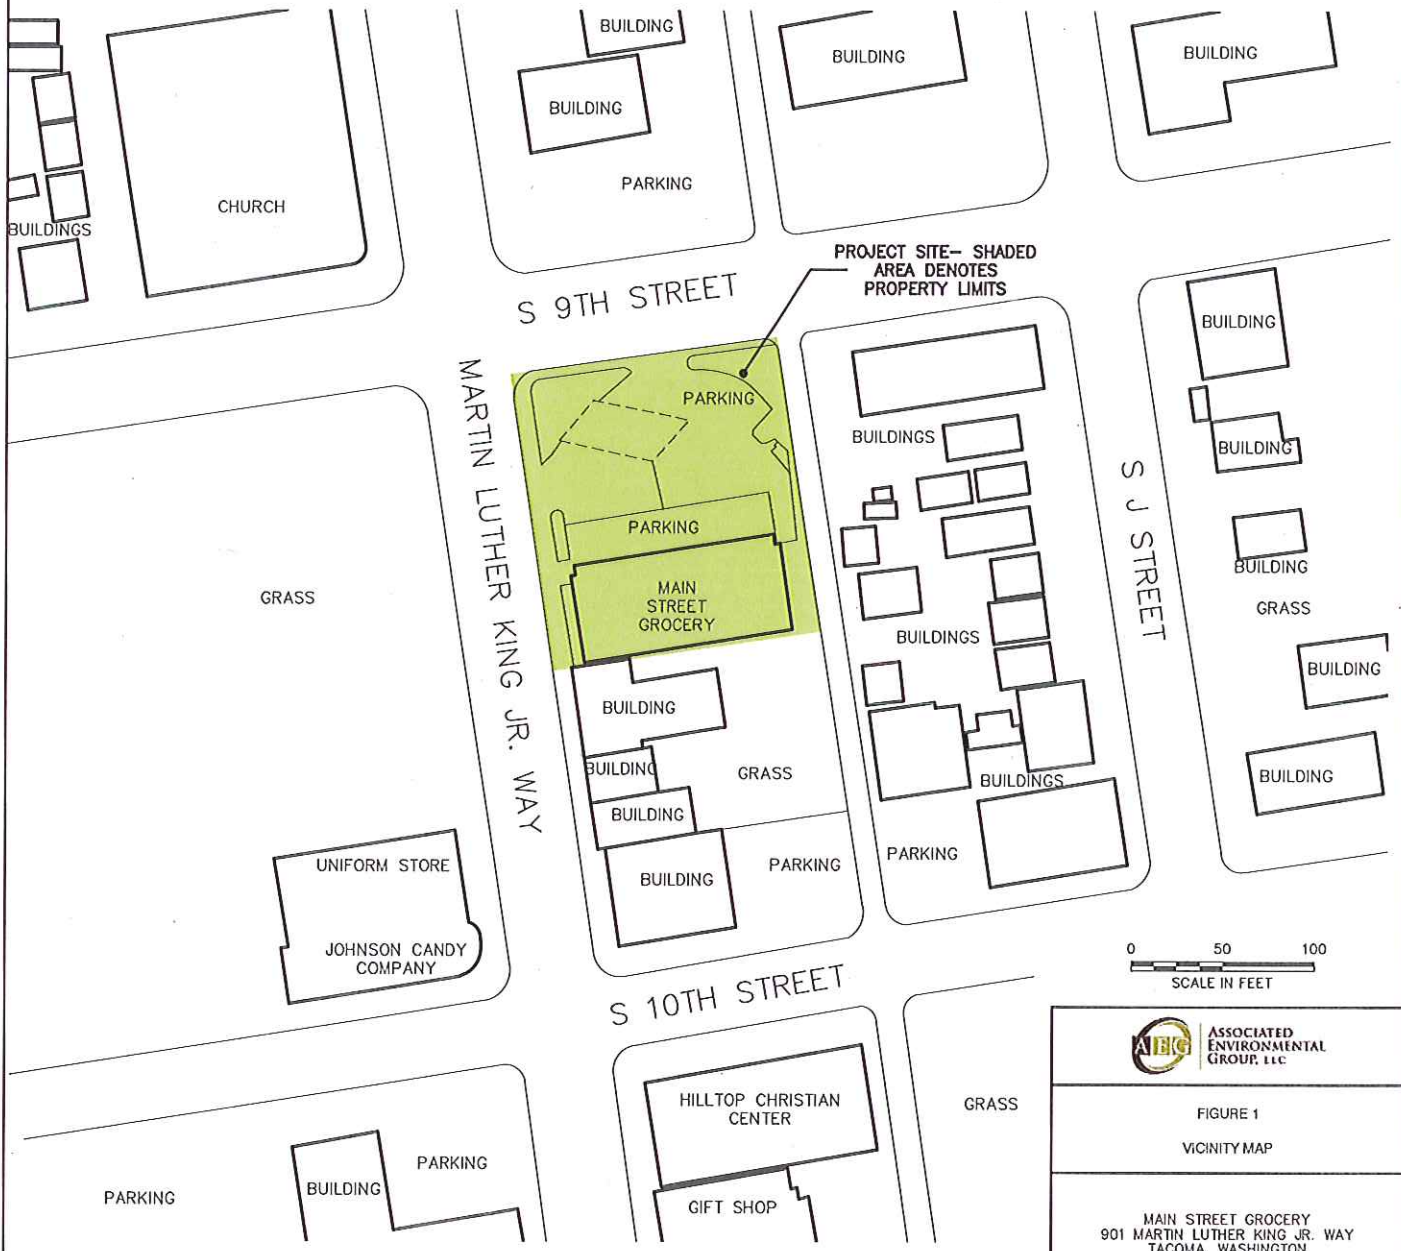 BUILDING
BUILDING
BUILDING
BUILDING
PARKING
CHURCH
BUILDINGS
PROJECT SITE- SHADED
AREA DENOTES
PROPERTY LIMITS
S 9TH STREET
BUILDING
MARTIN LUTHER KING JR. WAY
PARKING
BUILDINGS
BUILDING
S J STREET
PARKING
BUILDING
GRASS
MAIN
STREET
GROCERY
GRASS
BUILDINGS
BUILDING
BUILDING
BUILDING
GRASS
BUILDINGS
BUILDING
BUILDING
UNIFORM STORE
BUILDING
PARKING
PARKING
JOHNSON CANDY
COMPANY
0 50 100
SCALE IN FEET
S 10TH STREET
ASSOCIATED
ENVIRONMENTAL
GROUP, LLC
AEG
HILLTOP CHRISTIAN
CENTER
GRASS
FIGURE 1
VICINITY MAP
PARKING
BUILDING
PARKING
GIFT SHOP
MAIN STREET GROCERY
901 MARTIN LUTHER KING JR. WAY
TACOMA, WASHINGTON